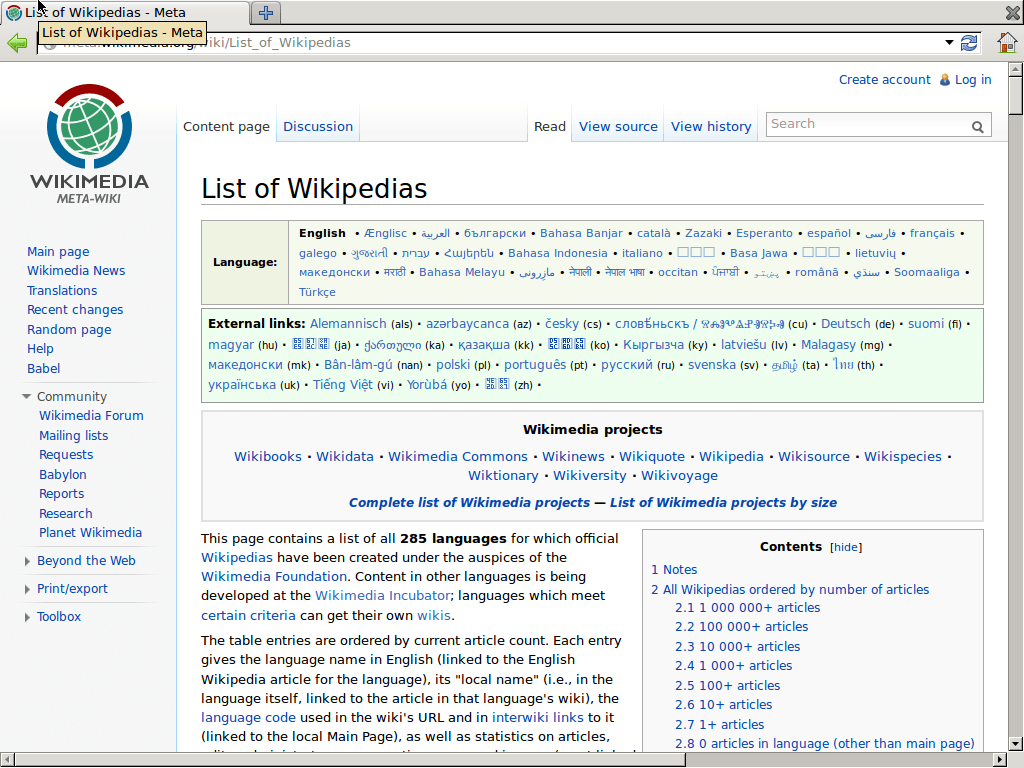 List of Wikipedias - Meta
List of Wikipedias - Meta
wiki/List_of_Wikipedias
Create account Log in
Content page Discussion Read View source View history Search
WIKIMEDIA
META-WIKI
Main page
Wikimedia News
Translations
Recent changes
Random page
Help
Babel
Community
Wikimedia Forum
Mailing lists
Requests
Babylon
Reports
Research
Planet Wikimedia
Beyond the Web
Print/export
Toolbox
List of Wikipedias
Language:
English • Ænglisc • العربية • български • Bahasa Banjar • català • Zazaki • Esperanto • español • فارسی • français •
galego • ગુજરાતી • עברית • Հայերեն • Bahasa Indonesia • italiano • • Basa Jawa • • lietuvių •
македонски • मराठी • Bahasa Melayu • مازِرونی • नेपाली • नेपाल भाषा • occitan • ਪੰਜਾਬੀ • پښتو • română • سنڌي • Soomaaliga •
Türkçe
External links: Alemannisch (als) • azərbaycanca (az) • česky (cs) • словѣ́ньскъ / (cu) • Deutsch (de) • suomi (fi) •
magyar (hu) • (ja) • ქართული (ka) • қазақша (kk) • (ko) • Кыргызча (ky) • latviešu (lv) • Malagasy (mg) •
македонски (mk) • Bân-lâm-gú (nan) • polski (pl) • português (pt) • русский (ru) • svenska (sv) • தமிழ் (ta) • ไทย (th) •
українська (uk) • Tiếng Việt (vi) • Yorùbá (yo) • (zh) •
Wikimedia projects
Wikibooks • Wikidata • Wikimedia Commons • Wikinews • Wikiquote • Wikipedia • Wikisource • Wikispecies •
Wiktionary • Wikiversity • Wikivoyage
Complete list of Wikimedia projects — List of Wikimedia projects by size
This page contains a list of all 285 languages for which official
Wikipedias have been created under the auspices of the
Wikimedia Foundation. Content in other languages is being
developed at the Wikimedia Incubator; languages which meet
certain criteria can get their own wikis.
The table entries are ordered by current article count. Each entry
gives the language name in English (linked to the English
Wikipedia article for the language), its "local name" (i.e., in the
language itself, linked to the article in that language's wiki), the
language code used in the wiki's URL and in interwiki links to it
(linked to the local Main Page), as well as statistics on articles,
Contents [hide]
1 Notes
2 All Wikipedias ordered by number of articles
2.1 1 000 000+ articles
2.2 100 000+ articles
2.3 10 000+ articles
2.4 1 000+ articles
2.5 100+ articles
2.6 10+ articles
2.7 1+ articles
2.8 0 articles in language (other than main page)